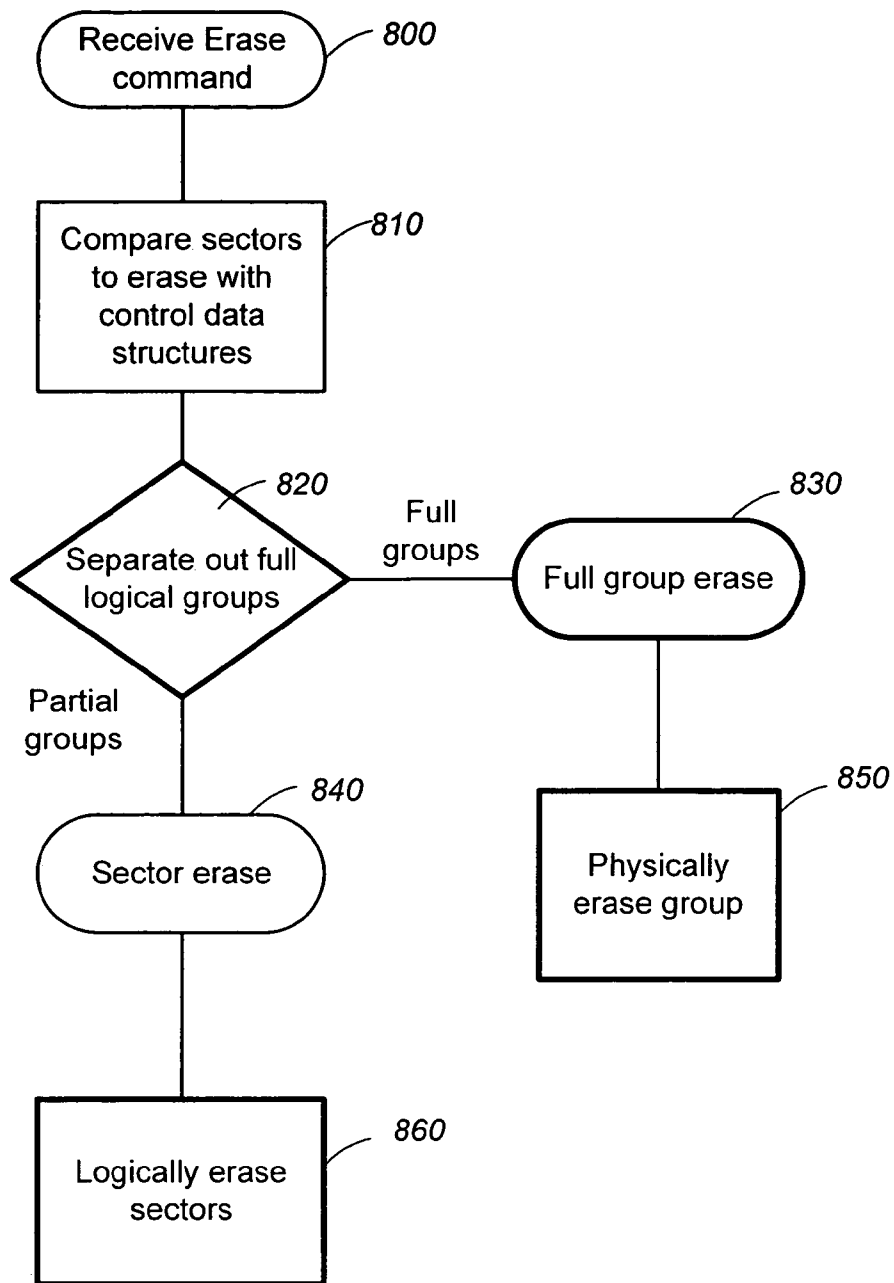 Receive Erase
command
800
Compare sectors
to erase with
control data
structures
810
820
Separate out full
logical groups
Full
groups
830
Full group erase
Partial
groups
840
Sector erase
850
Physically
erase group
860
Logically erase
sectors